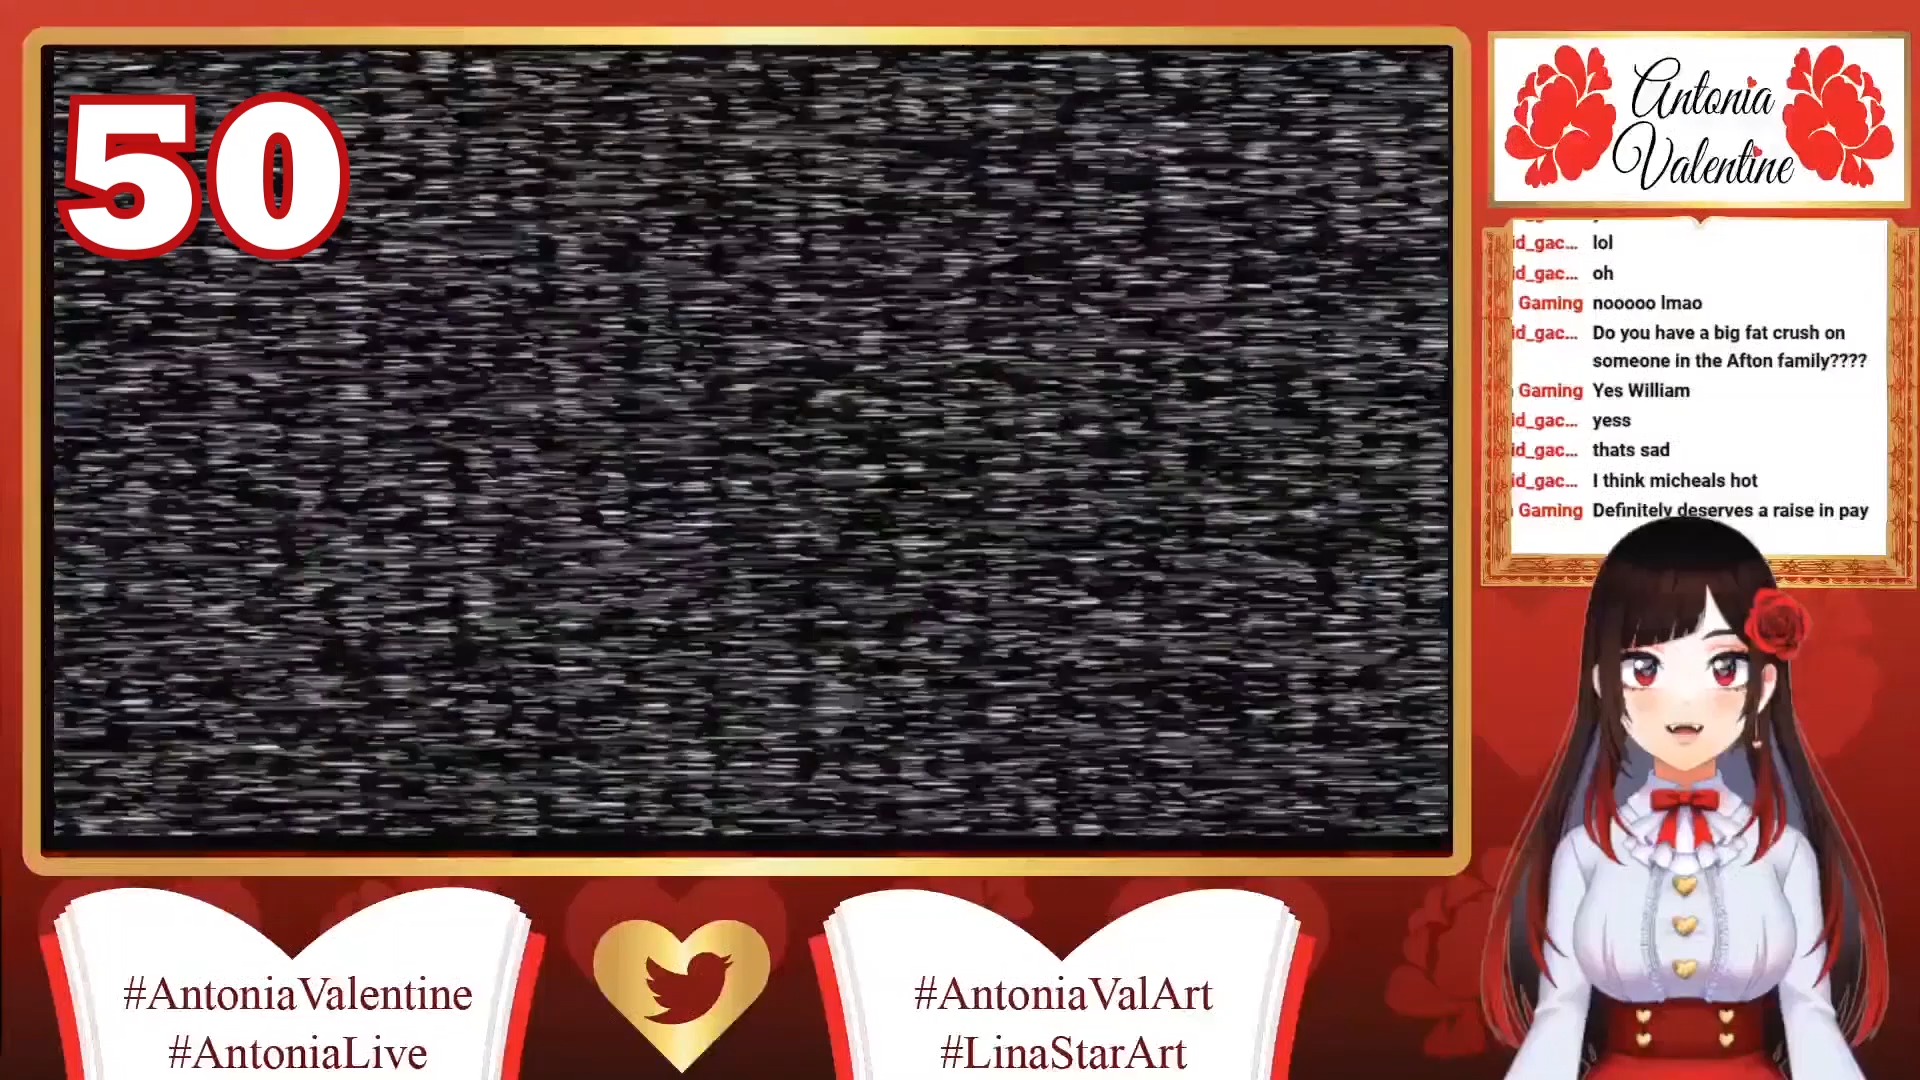 50
Antonia
Valentine
id_gac... lol
id_gac... oh
Gaming nooooo lmao
id_gac... Do you have a big fat crush on
someone in the Afton family????
Gaming Yes William
id_gac... yess
id_gac... thats sad
id_gac... I think micheals hot
Gaming Definitely deserves a raise in pay
#AntoniaValentine
#AntoniaLive
#AntoniaValArt
#LinaStarArt